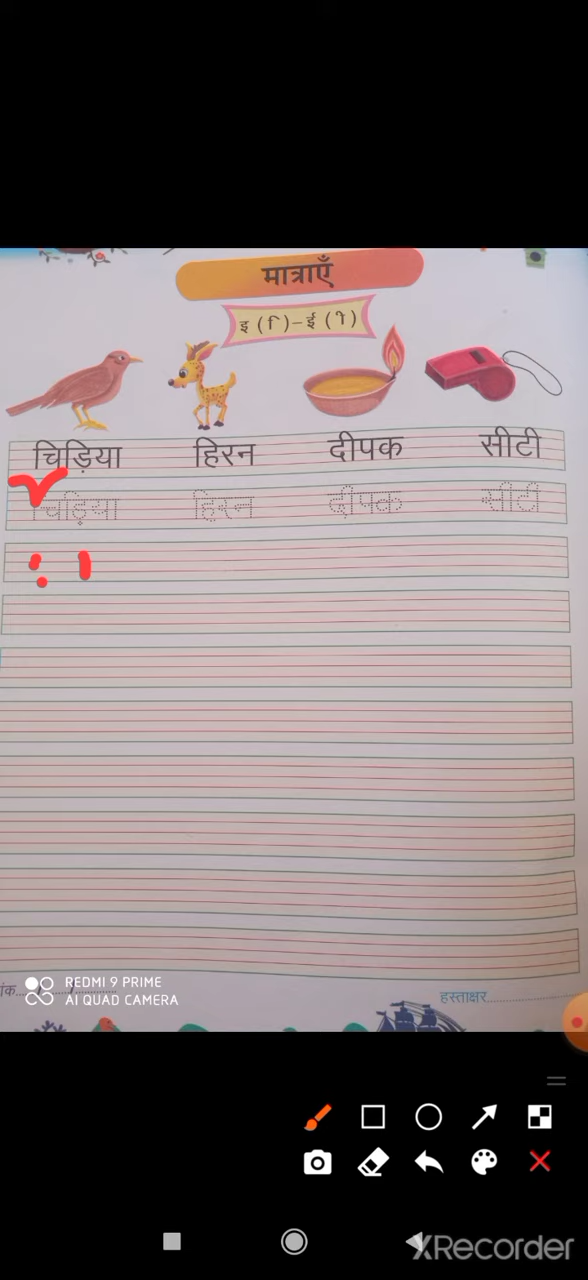 मात्राएँ
इ (ि)-ई (ी)
चिड़िया हिरन दीपक सीटी
चिड़िया हिरन दीपक सीटी
REDMI 9 PRIME
AI QUAD CAMERA
हस्ताक्षर
XRecorder